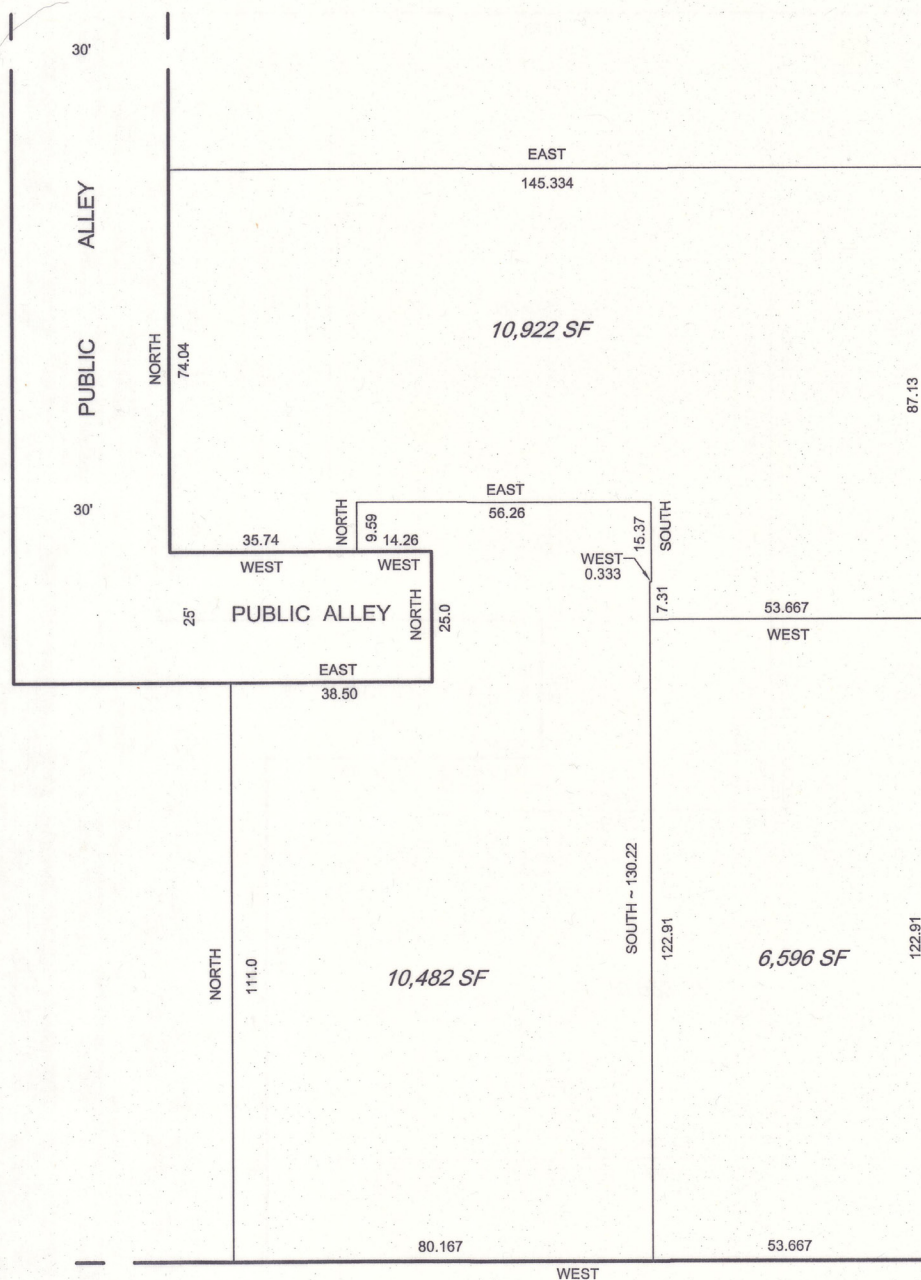 30'
EAST
145.334
PUBLIC ALLEY
NORTH
74.04
10,922 SF
87.13
30'
EAST
56.26
NORTH
9.59
15.37
SOUTH
35.74
WEST
14.26
WEST
WEST
0.333
7.31
53.667
WEST
25'
PUBLIC ALLEY
NORTH
25.0
EAST
38.50
NORTH
111.0
10,482 SF
SOUTH ~ 130.22
122.91
6,596 SF
122.91
80.167
53.667
WEST